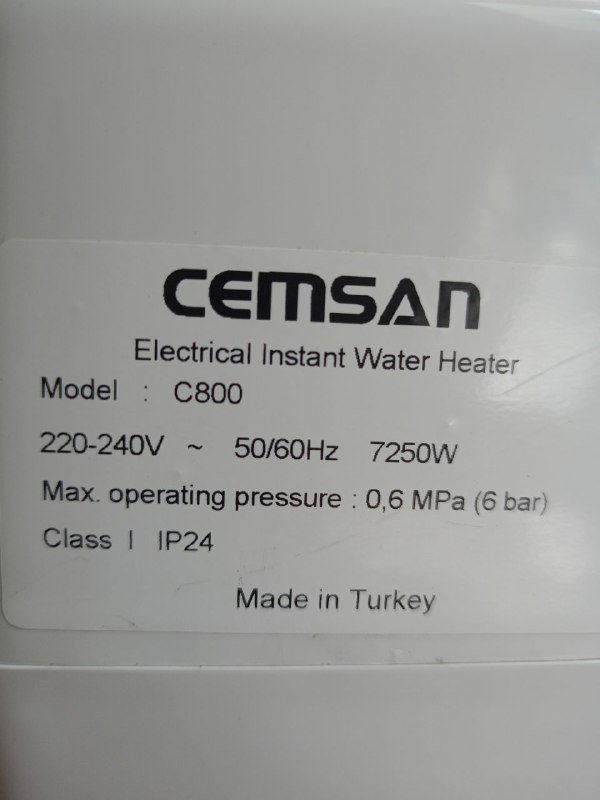 CEMSAN
Electrical Instant Water Heater
Model : C800
220-240V ~ 50/60Hz 7250W
Max. operating pressure : 0,6 MPa (6 bar)
Class I IP24
Made in Turkey